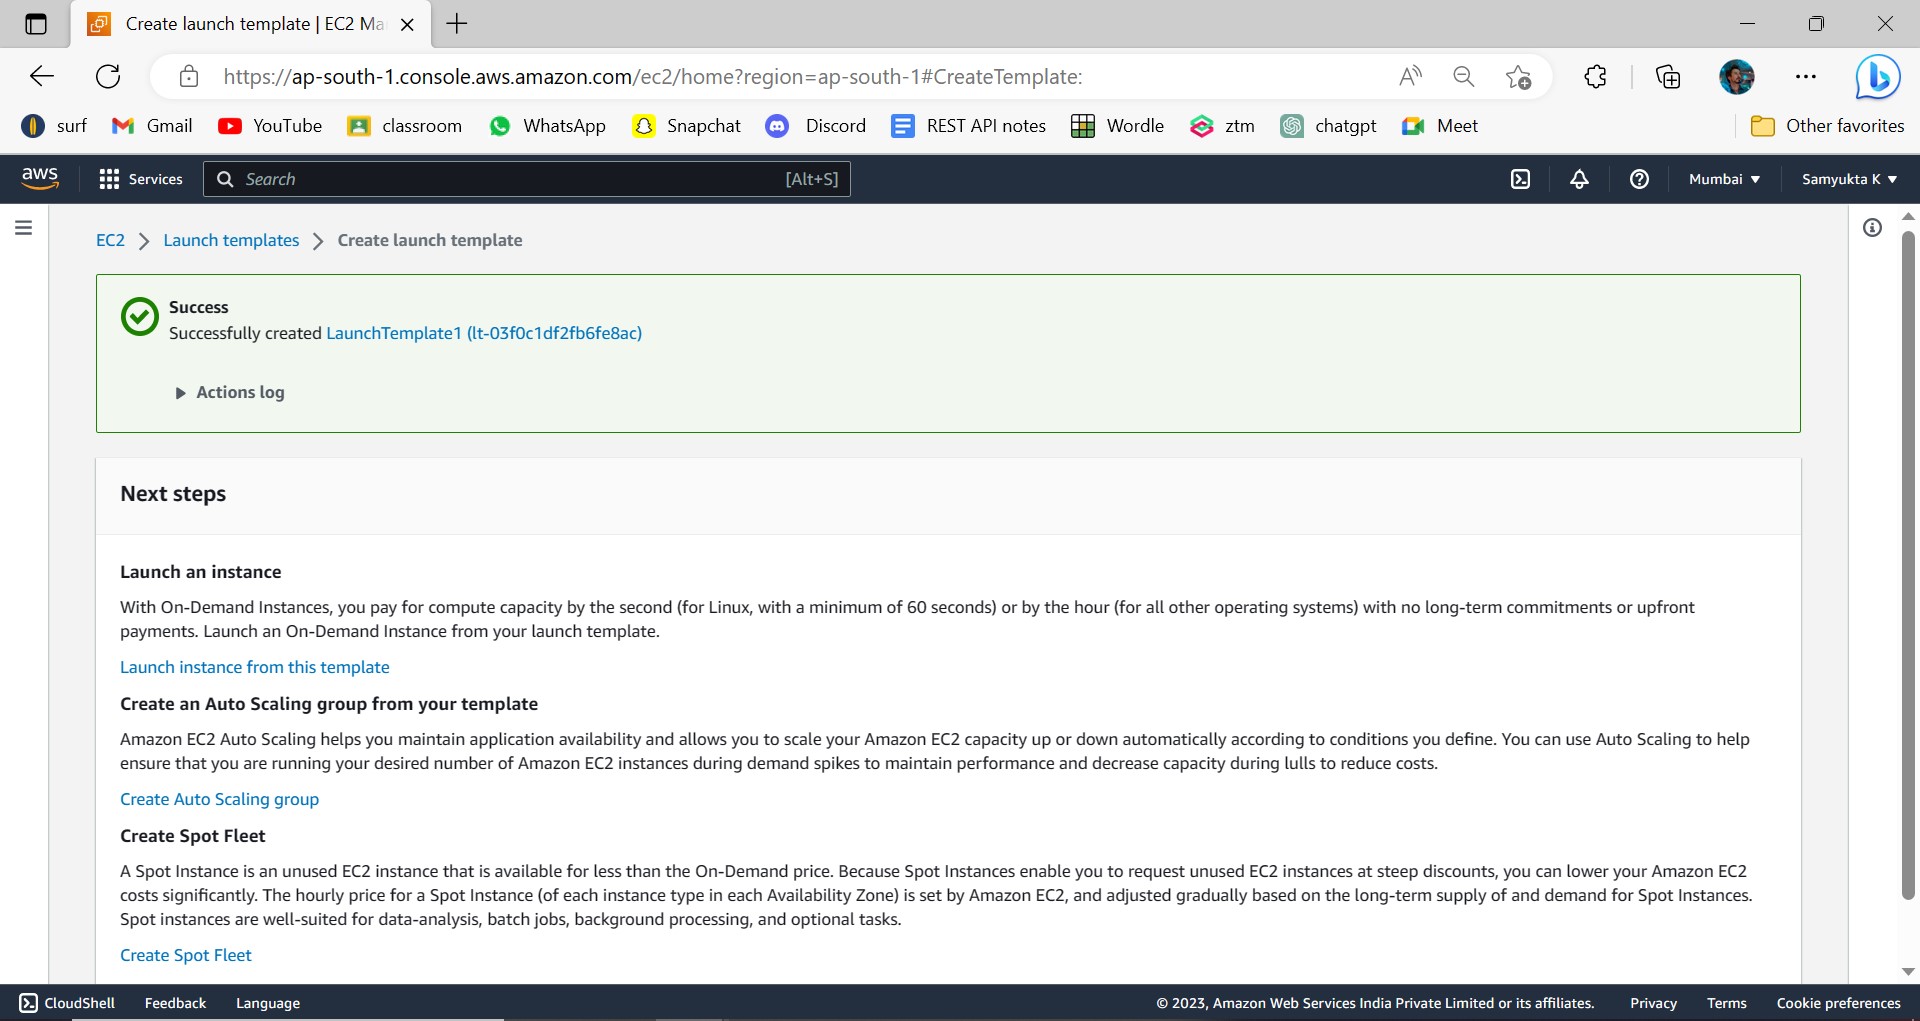 Create launch template | EC2 Ma
https://ap-south-1.console.aws.amazon.com/ec2/home?region=ap-south-1#CreateTemplate:
surf Gmail YouTube classroom WhatsApp Snapchat Discord REST API notes Wordle ztm chatgpt Meet Other favorites
aws Services Search [Alt+S] Mumbai Samyukta K
EC2 Launch templates Create launch template
Success
Successfully created LaunchTemplate1 (lt-03f0c1df2fb6fe8ac)
Actions log
Next steps
Launch an instance
With On-Demand Instances, you pay for compute capacity by the second (for Linux, with a minimum of 60 seconds) or by the hour (for all other operating systems) with no long-term commitments or upfront
payments. Launch an On-Demand Instance from your launch template.
Launch instance from this template
Create an Auto Scaling group from your template
Amazon EC2 Auto Scaling helps you maintain application availability and allows you to scale your Amazon EC2 capacity up or down automatically according to conditions you define. You can use Auto Scaling to help
ensure that you are running your desired number of Amazon EC2 instances during demand spikes to maintain performance and decrease capacity during lulls to reduce costs.
Create Auto Scaling group
Create Spot Fleet
A Spot Instance is an unused EC2 instance that is available for less than the On-Demand price. Because Spot Instances enable you to request unused EC2 instances at steep discounts, you can lower your Amazon EC2
costs significantly. The hourly price for a Spot Instance (of each instance type in each Availability Zone) is set by Amazon EC2, and adjusted gradually based on the long-term supply of and demand for Spot Instances.
Spot instances are well-suited for data-analysis, batch jobs, background processing, and optional tasks.
Create Spot Fleet
CloudShell Feedback Language © 2023, Amazon Web Services India Private Limited or its affiliates. Privacy Terms Cookie preferences